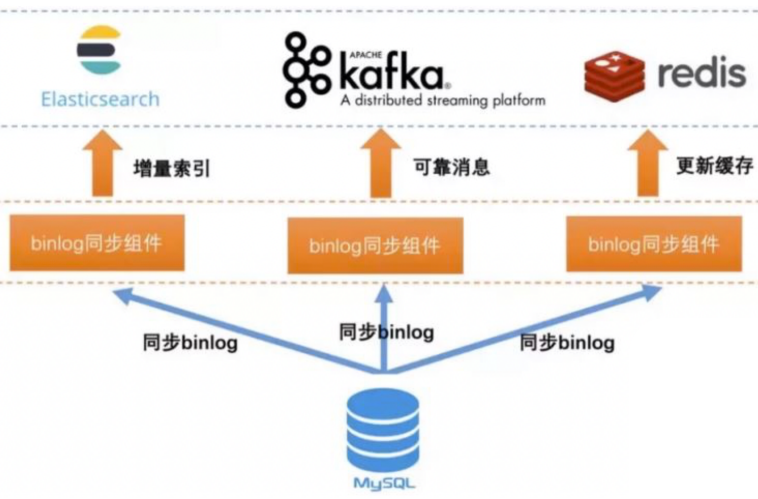 Elasticsearch
APACHE
kafka®
A distributed streaming platform
redis
增量索引
可靠消息
更新缓存
binlog同步组件
binlog同步组件
binlog同步组件
同步binlog
同步binlog
同步binlog
MySQL